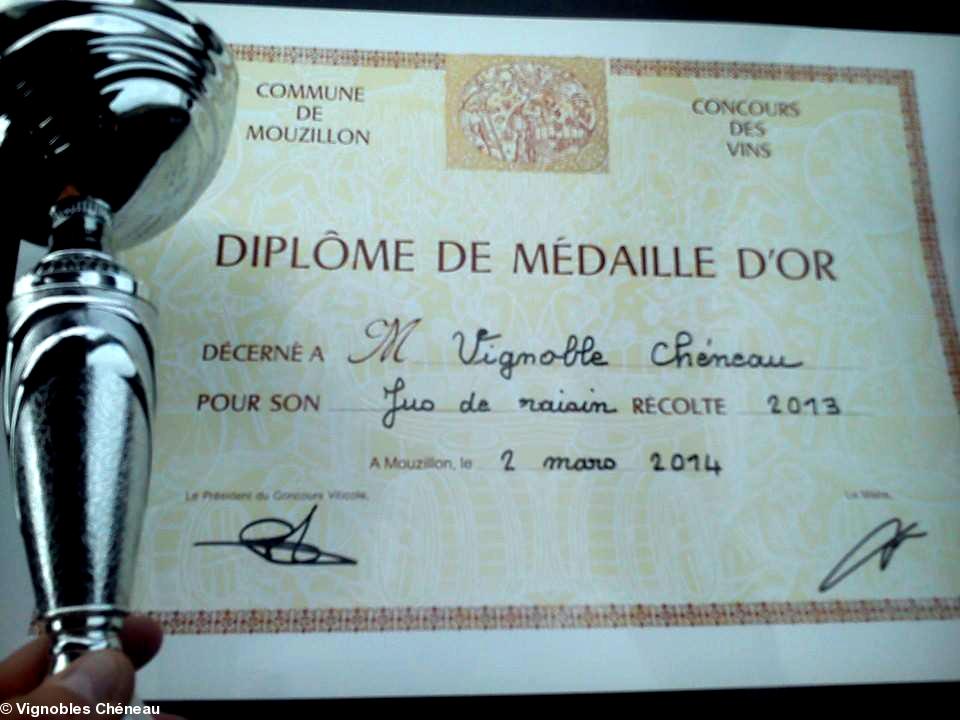 COMMUNE
DE
MOUZILLON
CONCOURS
DES
VINS
DIPLÔME DE MÉDAILLE D'OR
DÉCERNÉ A M Vignoble Chéneau
POUR SON Jus de raisin RÉCOLTE 2013
A Mouzillon, le 2 mars 2014
Le Président du Concours Viticole,
Le Maire,
© Vignobles Chéneau